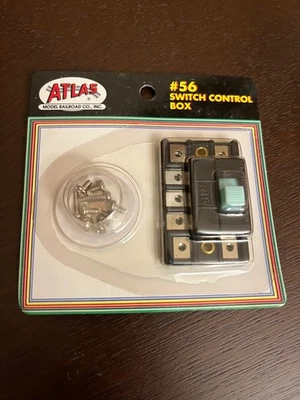 ATLAS
MODEL RAILROAD CO., INC.
#56
SWITCH CONTROL
BOX